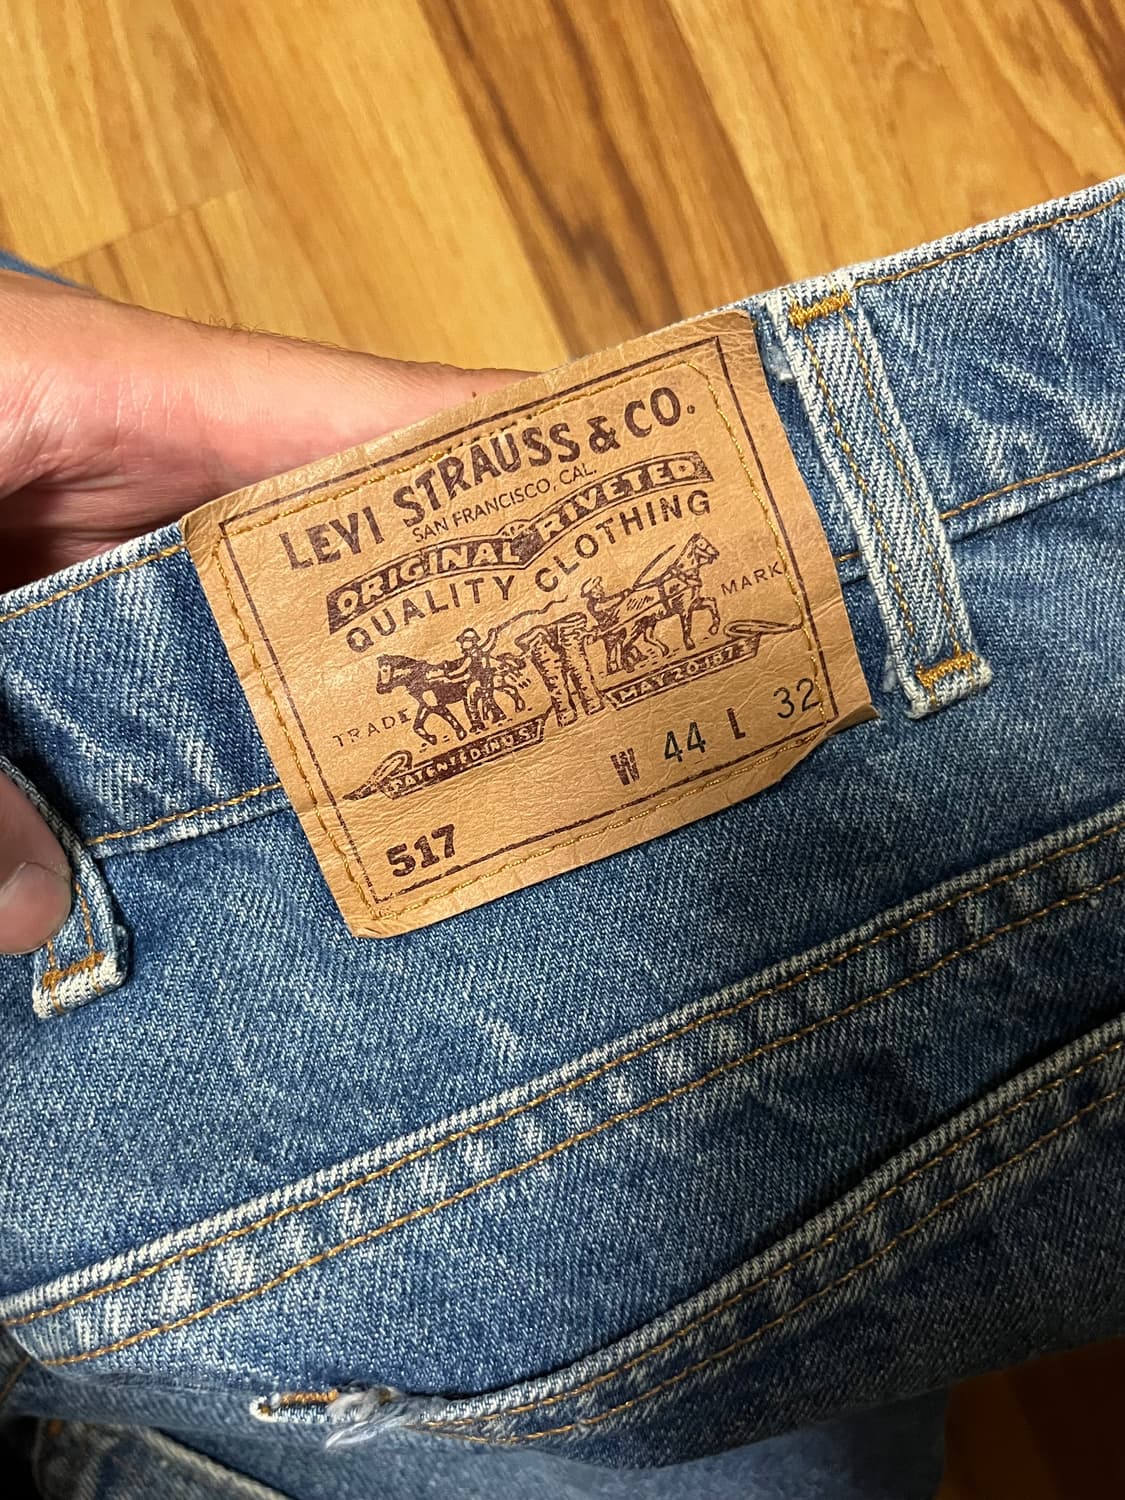 LEVI STRAUSS & CO.
SAN FRANCISCO, CAL.
ORIGINAL RIVETED
QUALITY CLOTHING
TRADE MARK
PATENTED IN U.S. MAY 20 1873
W 44 L 32
517